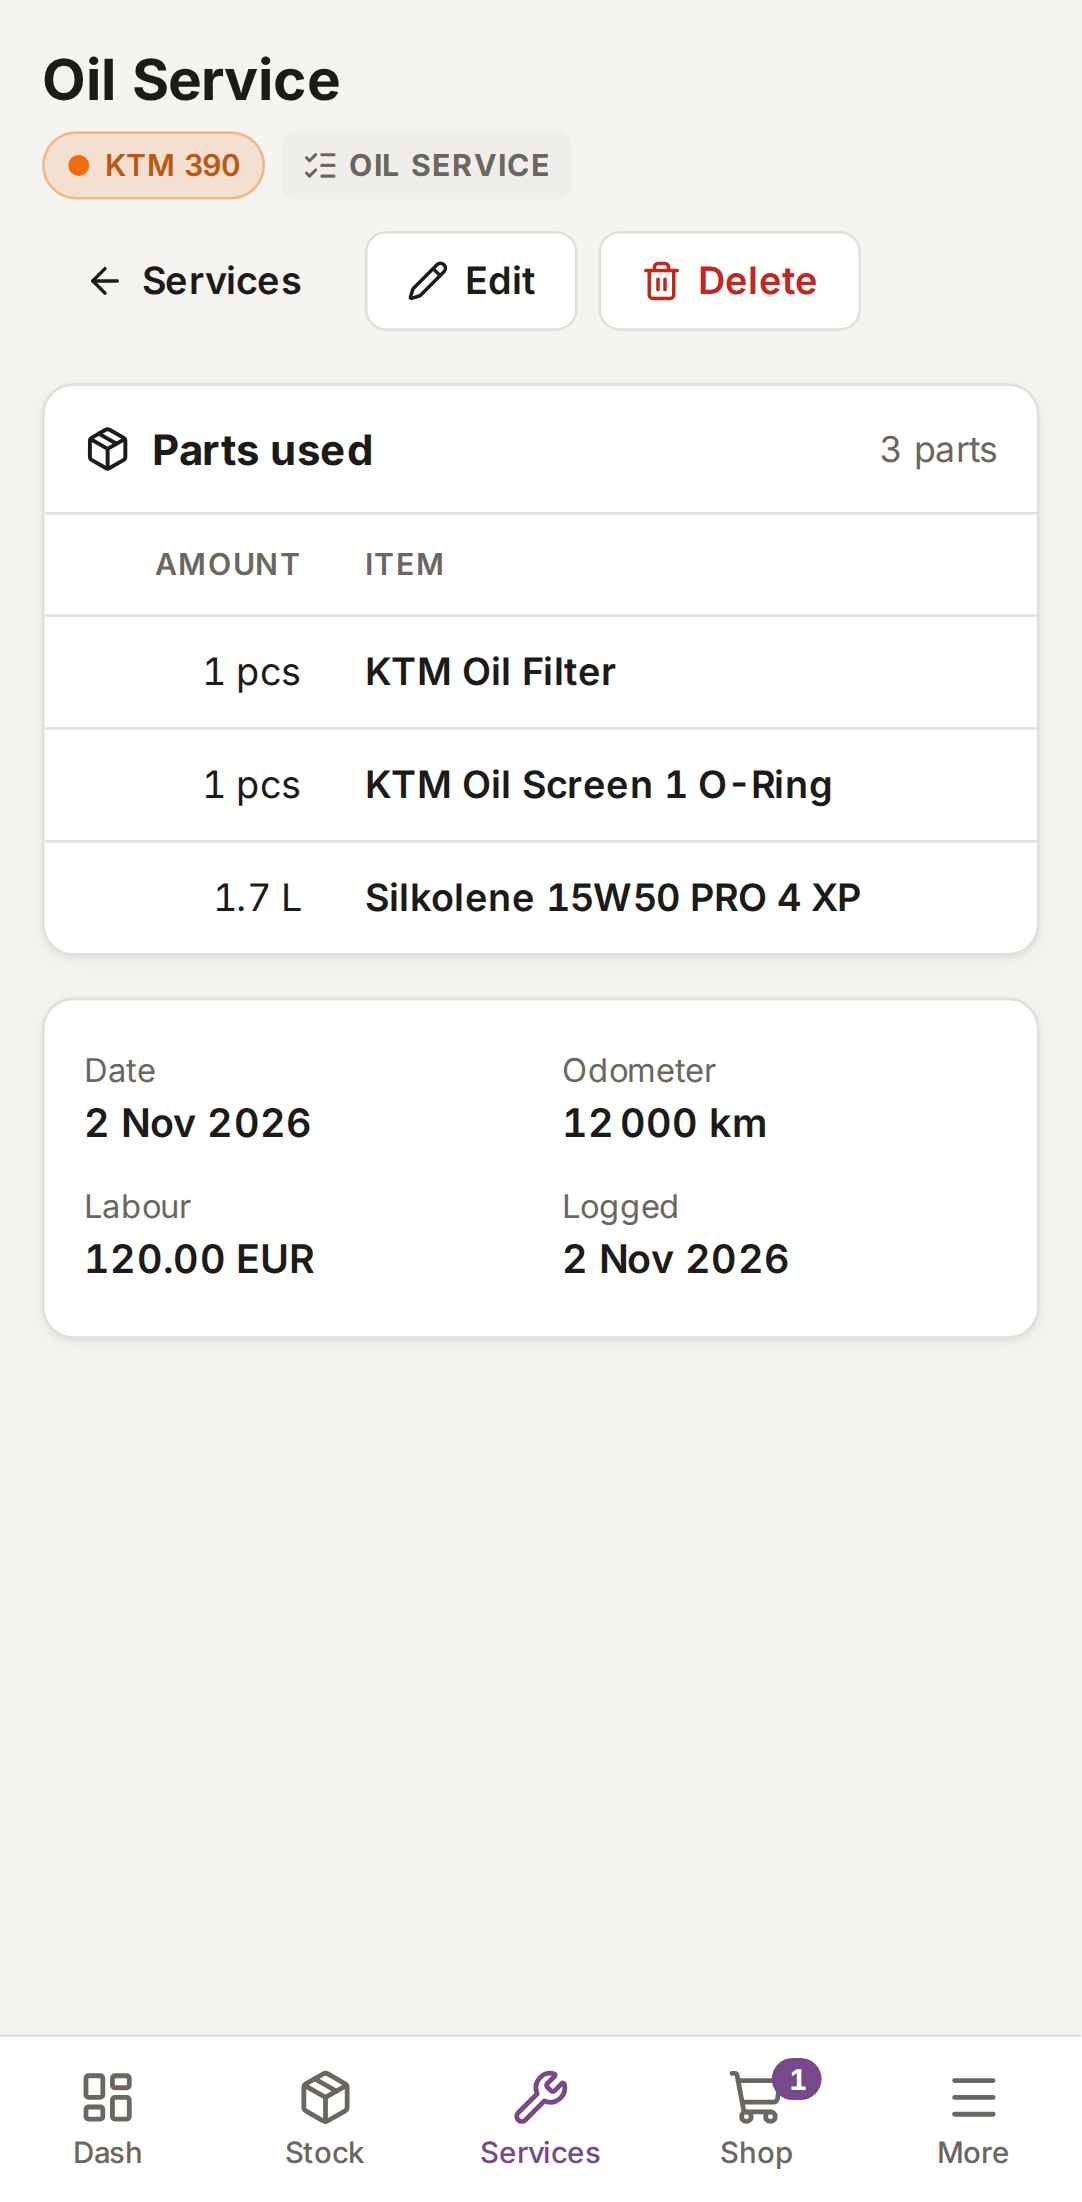 Oil Service
KTM 390
OIL SERVICE
Services
Edit
Delete
Parts used
3 parts
AMOUNT ITEM
1 pcs KTM Oil Filter
1 pcs KTM Oil Screen 1 O-Ring
1.7 L Silkolene 15W50 PRO 4 XP
Date
2 Nov 2026
Odometer
12 000 km
Labour
120.00 EUR
Logged
2 Nov 2026
Dash
Stock
Services
1
Shop
More